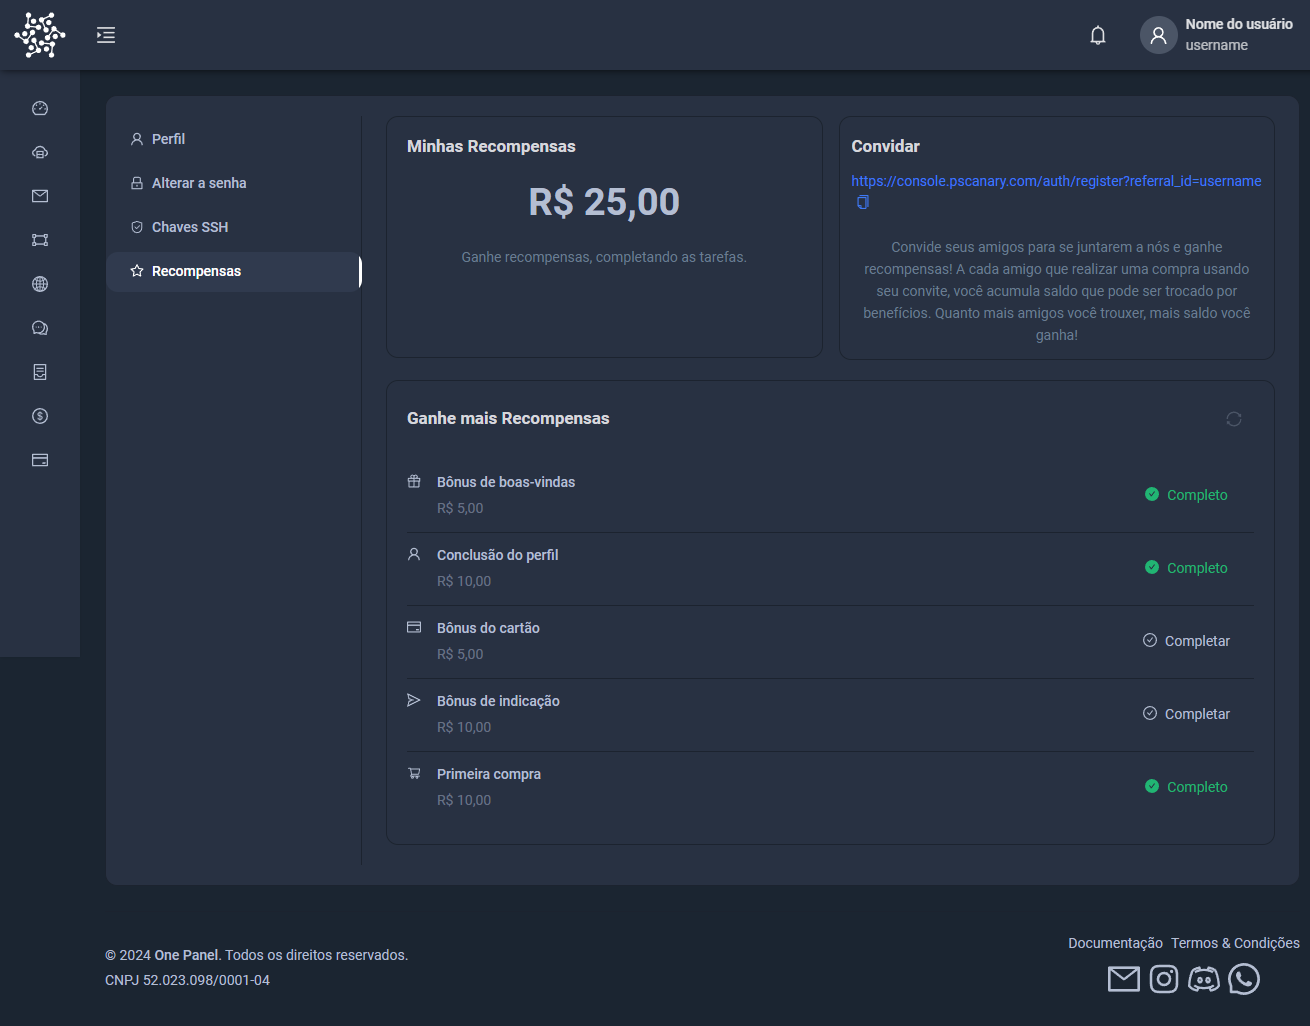 Nome do usuário
username
Perfil
Alterar a senha
Chaves SSH
Recompensas
Minhas Recompensas
R$ 25,00
Ganhe recompensas, completando as tarefas.
Convidar
https://console.pscanary.com/auth/register?referral_id=username
Convide seus amigos para se juntarem a nós e ganhe
recompensas! A cada amigo que realizar uma compra usando
seu convite, você acumula saldo que pode ser trocado por
benefícios. Quanto mais amigos você trouxer, mais saldo você
ganha!
Ganhe mais Recompensas
Bônus de boas-vindas
R$ 5,00
Completo
Conclusão do perfil
R$ 10,00
Completo
Bônus do cartão
R$ 5,00
Completar
Bônus de indicação
R$ 10,00
Completar
Primeira compra
R$ 10,00
Completo
© 2024 One Panel. Todos os direitos reservados.
CNPJ 52.023.098/0001-04
Documentação Termos & Condições